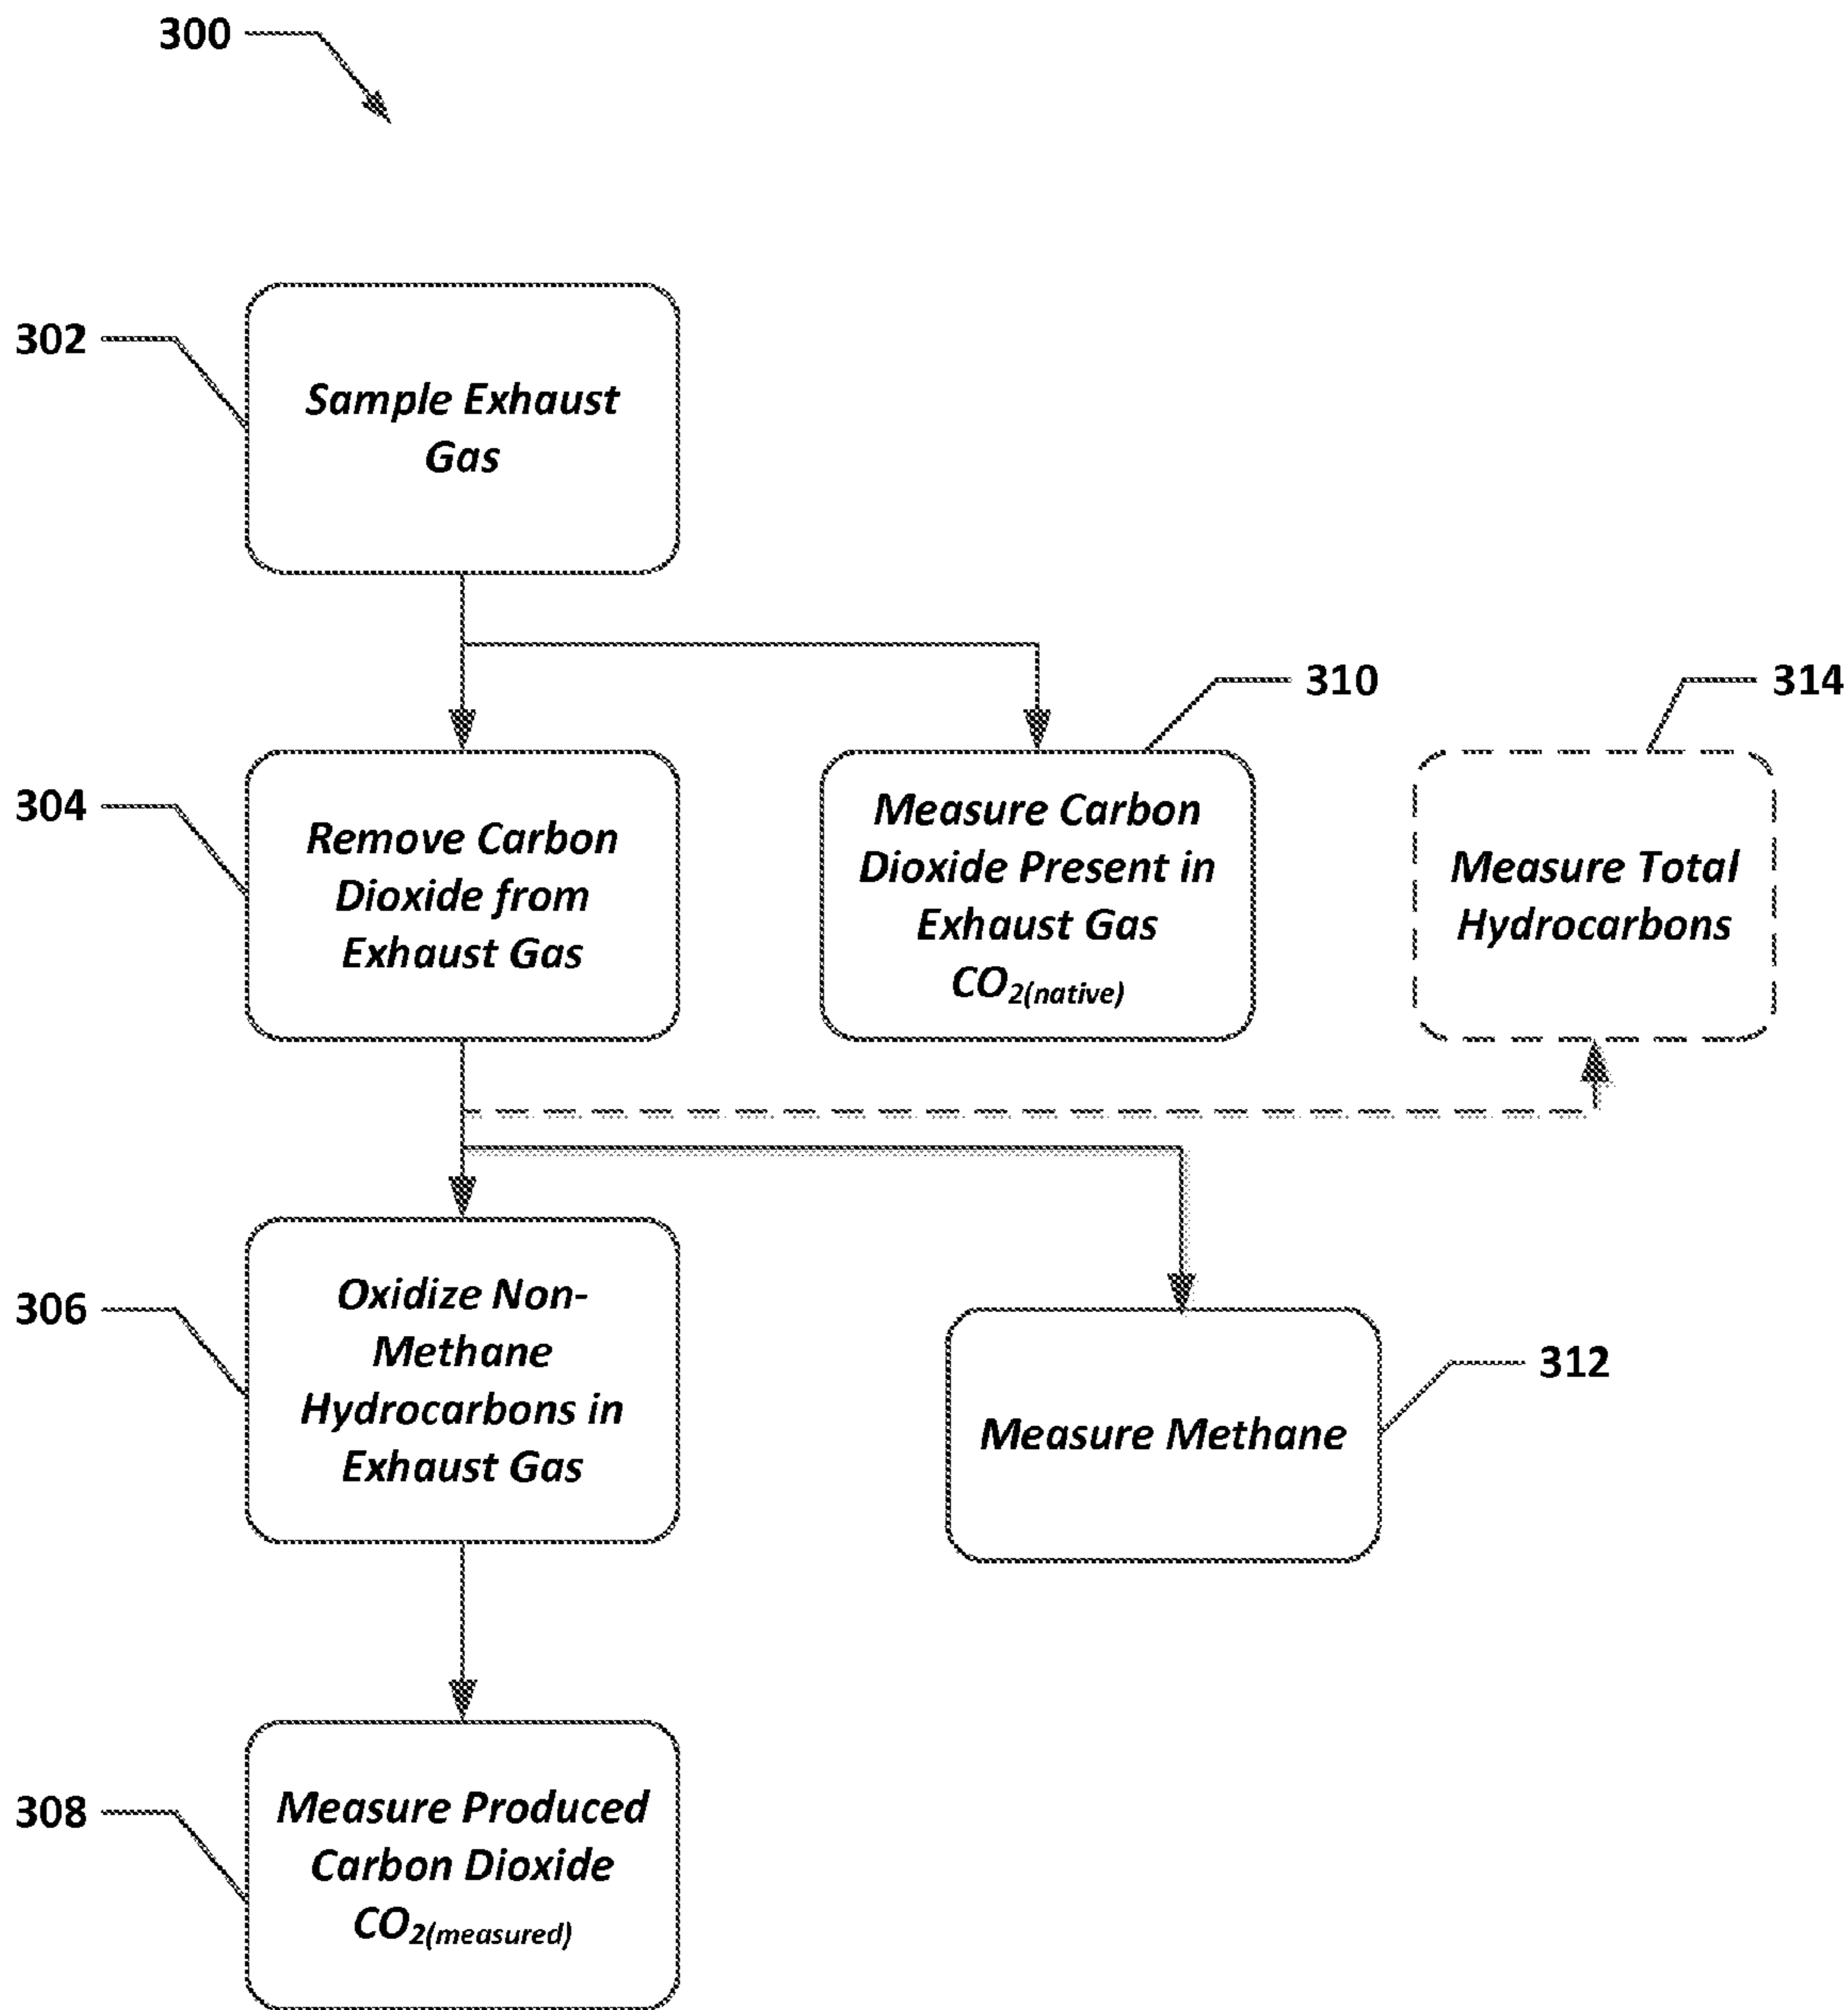 300
302
Sample Exhaust
Gas
310
314
304
Remove Carbon
Dioxide from
Exhaust Gas
Measure Carbon
Dioxide Present in
Exhaust Gas
CO2(native)
Measure Total
Hydrocarbons
306
Oxidize Non-
Methane
Hydrocarbons in
Exhaust Gas
312
Measure Methane
308
Measure Produced
Carbon Dioxide
CO2(measured)